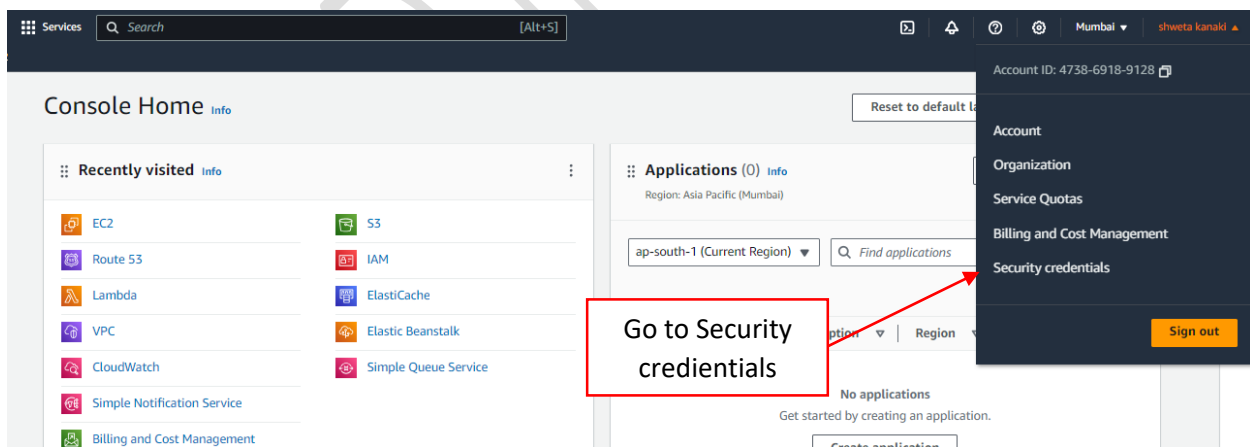 Services
Search
[Alt+S]
Mumbai
shweta kanaki
Account ID: 4738-6918-9128
Console Home Info
Reset to default la
Account
Organization
Service Quotas
Billing and Cost Management
Security credentials
Sign out
Recently visited Info
EC2
S3
Route 53
IAM
Lambda
ElastiCache
VPC
Elastic Beanstalk
CloudWatch
Simple Queue Service
Simple Notification Service
Billing and Cost Management
Applications (0) Info
Region: Asia Pacific (Mumbai)
ap-south-1 (Current Region)
Find applications
ption
Region
Go to Security
credientials
No applications
Get started by creating an application.
Create application